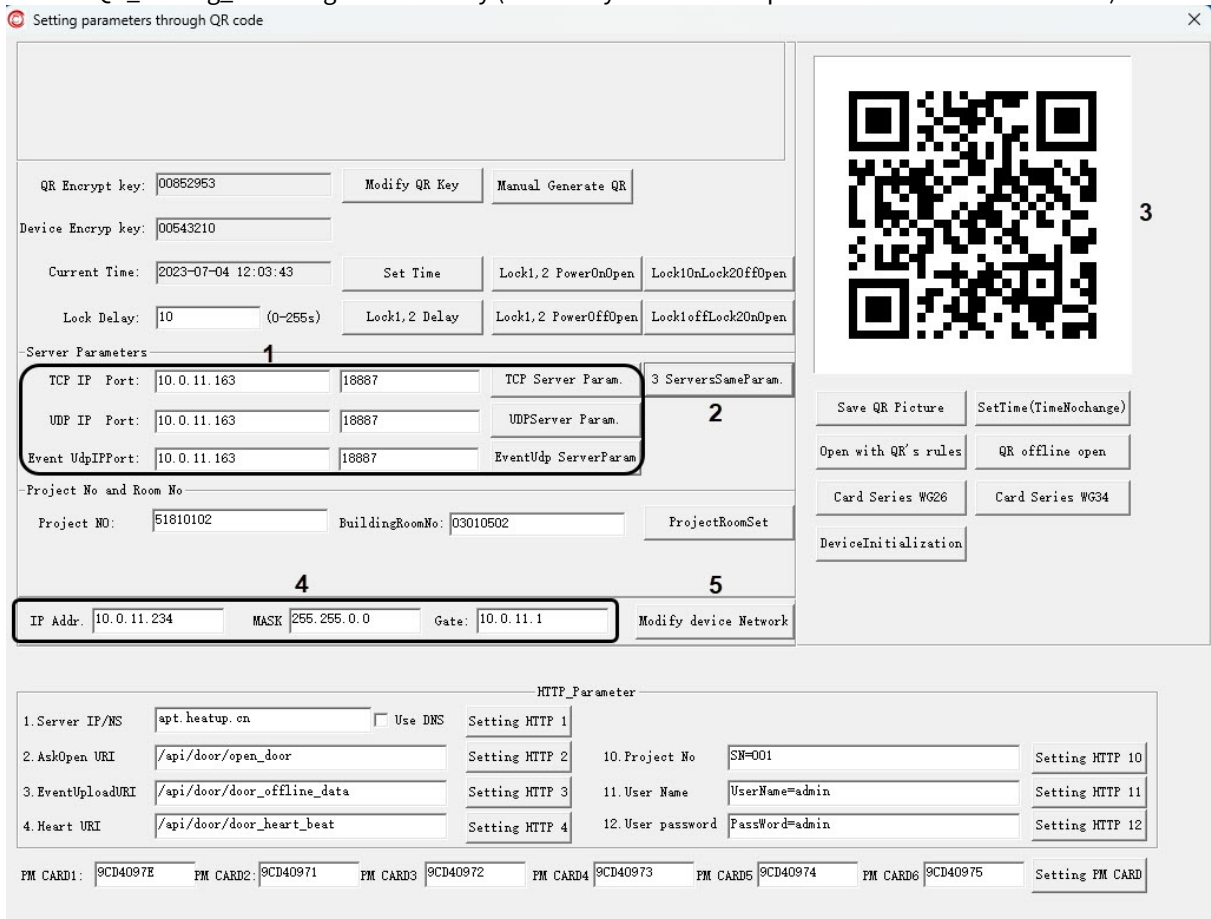 Setting parameters through QR code
QR Encrypt key: 00852953 Modify QR Key Manual Generate QR
Device Encryp key: 00543210
Current Time: 2023-07-04 12:03:43 Set Time Lock1,2 PowerOnOpen Lock1OnLock2OffOpen
Lock Delay: 10 (0-255s) Lock1,2 Delay Lock1,2 PowerOffOpen Lock1offLock2OnOpen
3
Server Parameters 1
TCP IP Port: 10.0.11.163 18887 TCP Server Param. 3 ServersSameParam.
UDP IP Port: 10.0.11.163 18887 UDPServer Param. 2
Event UdpIPPort: 10.0.11.163 18887 EventUdp ServerParam
Save QR Picture SetTime(TimeNochange)
Open with QR's rules QR offline open
Card Series WG26 Card Series WG34
DeviceInitialization
Project No and Room No
Project NO: 51810102 BuildingRoomNo: 03010502 ProjectRoomSet
4 5
IP Addr. 10.0.11.234 MASK 255.255.0.0 Gate: 10.0.11.1 Modify device Network
HTTP_Parameter
1.Server IP/NS apt.heatup.cn Use DNS Setting HTTP 1
2.AskOpen URI /api/door/open_door Setting HTTP 2 10.Project No SN=001 Setting HTTP 10
3.EventUploadURI /api/door/door_offline_data Setting HTTP 3 11.User Name UserName=admin Setting HTTP 11
4.Heart URI /api/door/door_heart_beat Setting HTTP 4 12.User password PassWord=admin Setting HTTP 12
PM CARD1: 9CD4097E PM CARD2: 9CD40971 PM CARD3 9CD40972 PM CARD4 9CD40973 PM CARD5 9CD40974 PM CARD6 9CD40975 Setting PM CARD